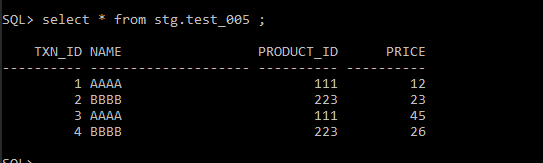 SQL> select * from stg.test_005 ;
TXN_ID NAME PRODUCT_ID PRICE
---------- -------------------- ---------- ----------
1 AAAA 111 12
2 BBBB 223 23
3 AAAA 111 45
4 BBBB 223 26
SQL>